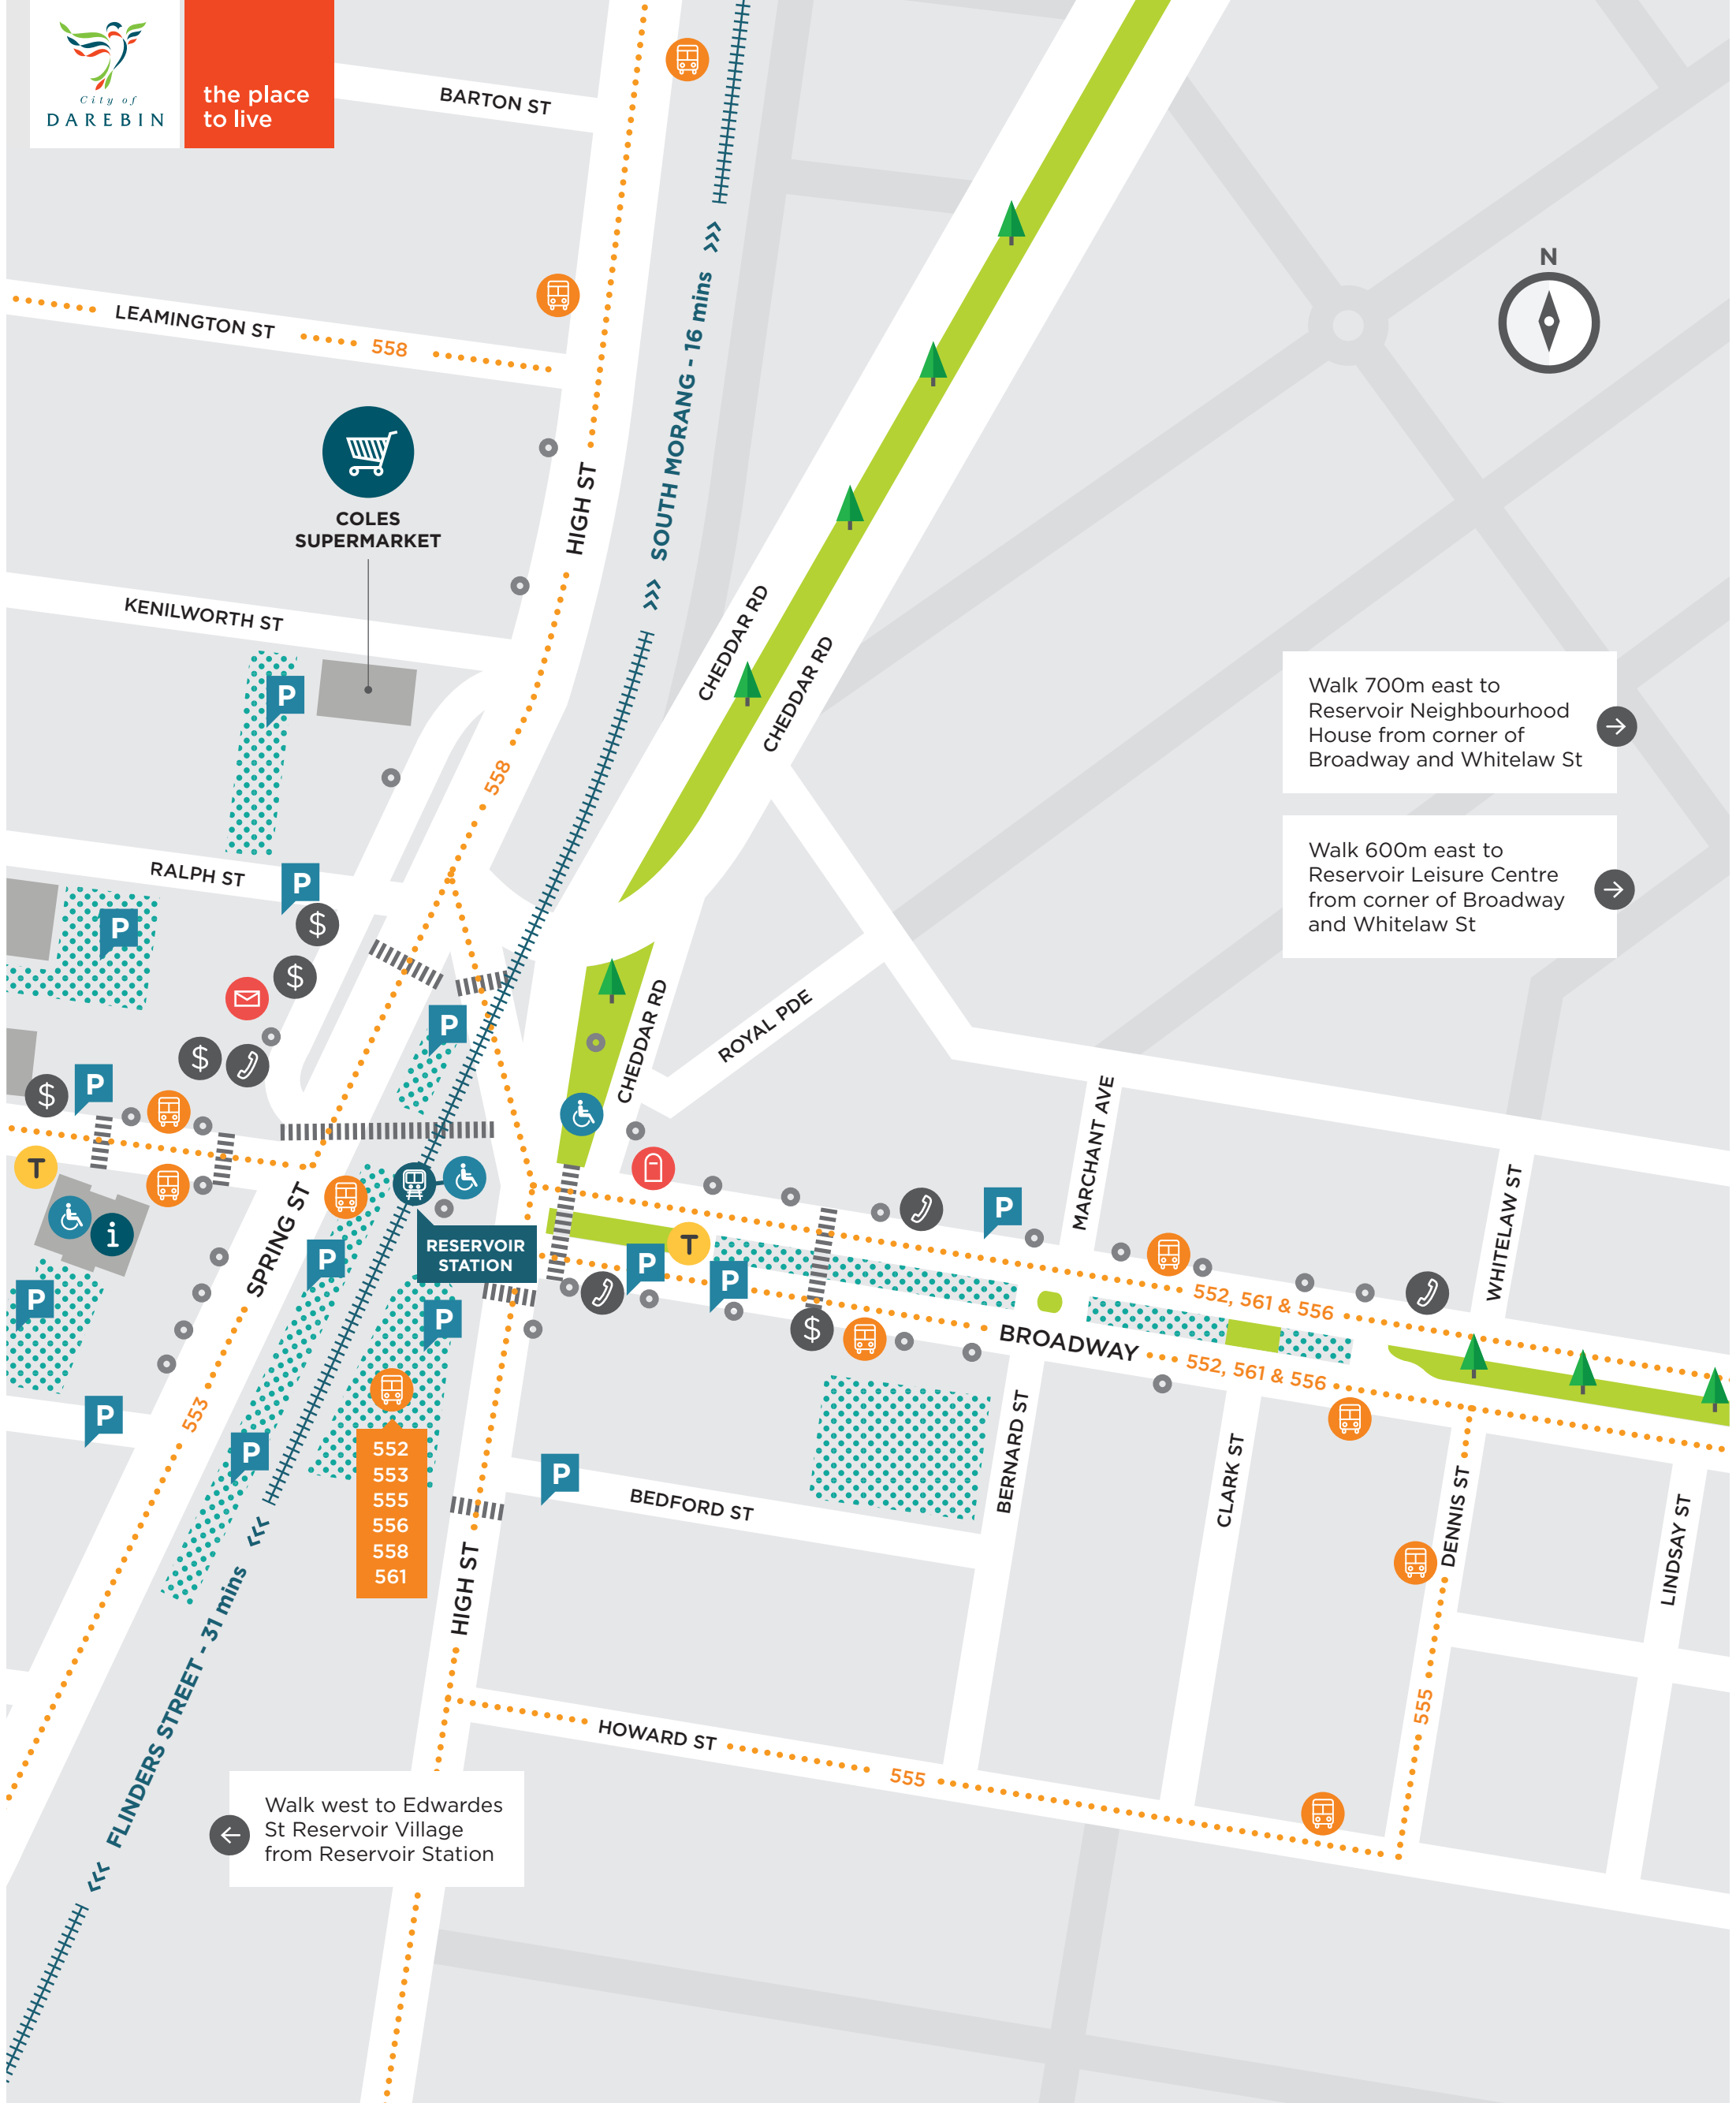 City of
DAREBIN
the place
to live
BARTON ST
N
SOUTH MORANG - 16 mins
LEAMINGTON ST
558
COLES
SUPERMARKET
HIGH ST
KENILWORTH ST
CHEDDAR RD
CHEDDAR RD
Walk 700m east to
Reservoir Neighbourhood
House from corner of
Broadway and Whitelaw St
P
558
Walk 600m east to
Reservoir Leisure Centre
from corner of Broadway
and Whitelaw St
RALPH ST
P
P
$
$
P
CHEDDAR RD
ROYAL PDE
$
$
P
MARCHANT AVE
T
i
SPRING ST
P
WHITELAW ST
RESERVOIR
STATION
T
P
P
P
P
P
$
552, 561 & 556
BROADWAY
552, 561 & 556
553
P
P
552
553
555
556
558
561
P
BEDFORD ST
BERNARD ST
CLARK ST
DENNIS ST
LINDSAY ST
HIGH ST
FLINDERS STREET - 31 mins
HOWARD ST
555
555
Walk west to Edwardes
St Reservoir Village
from Reservoir Station